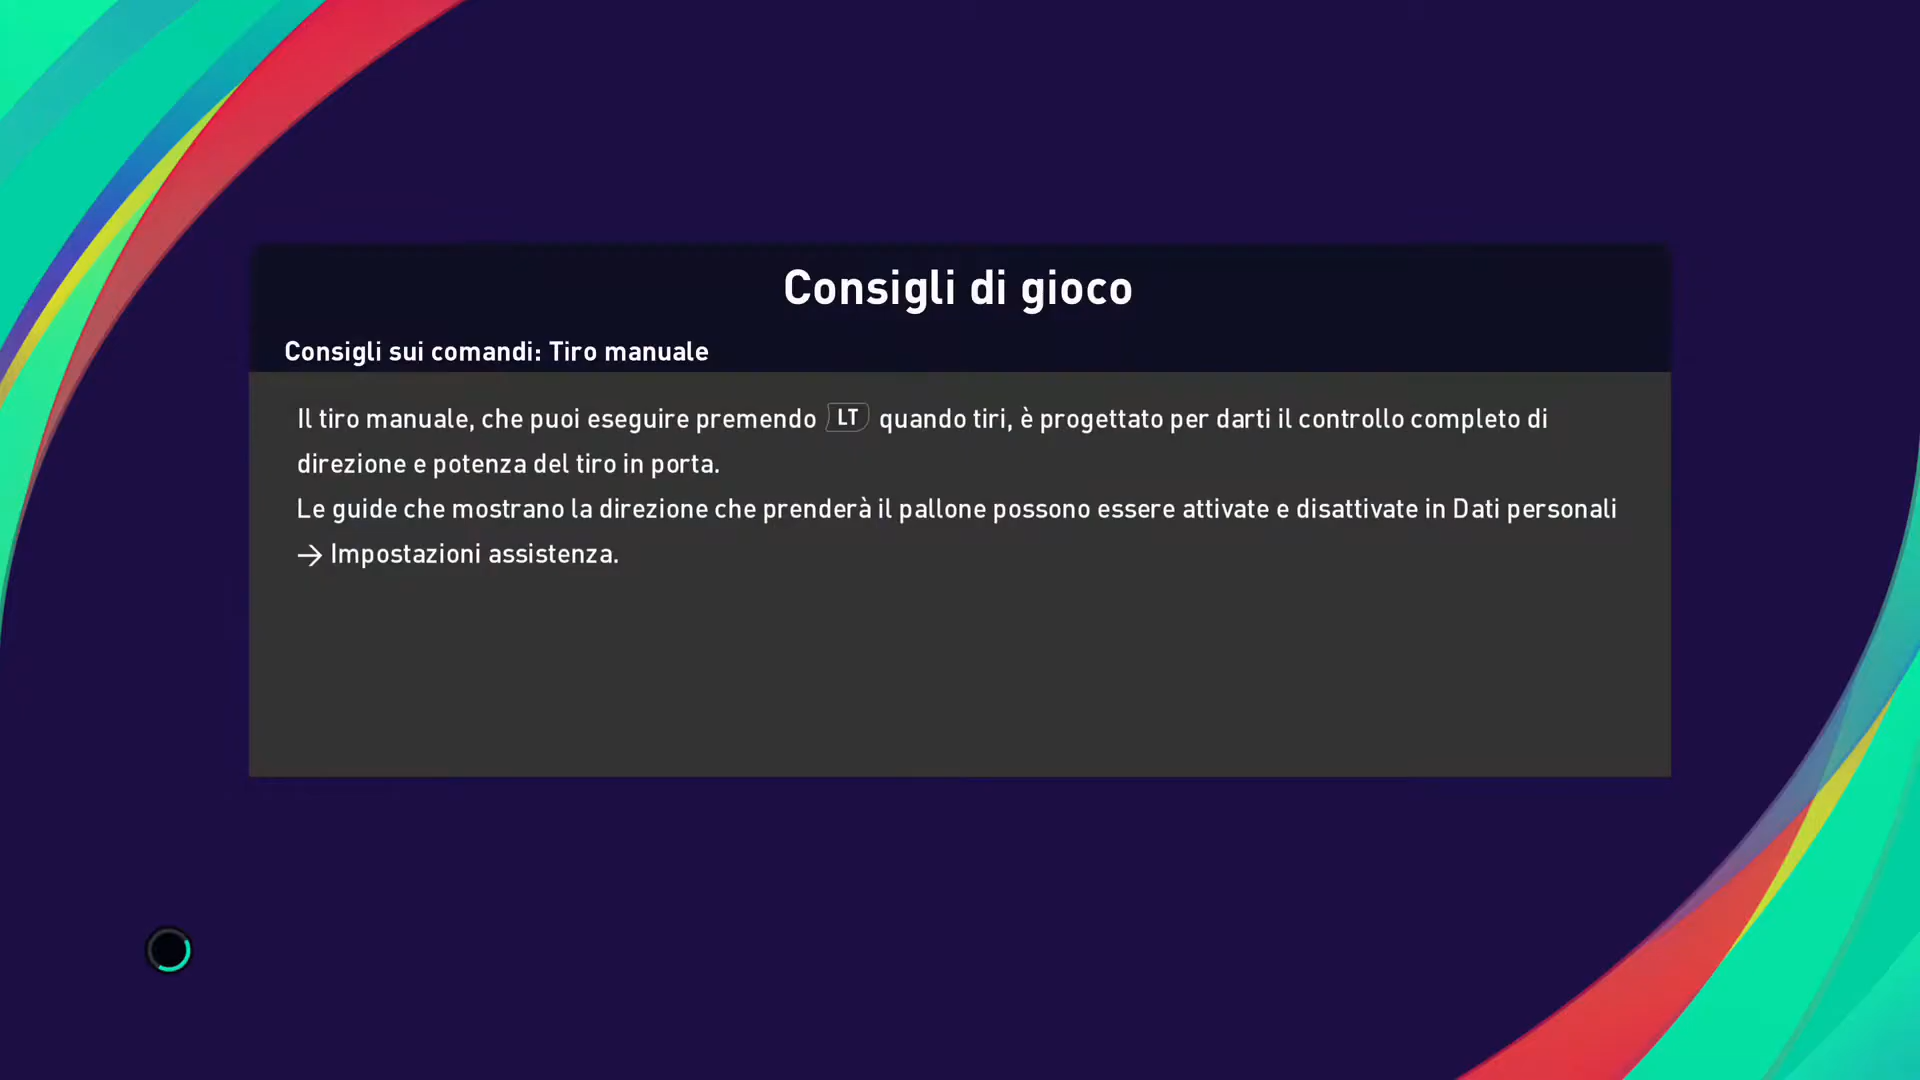 Consigli di gioco
Consigli sui comandi: Tiro manuale
Il tiro manuale, che puoi eseguire premendo LT quando tiri, è progettato per darti il controllo completo di
direzione e potenza del tiro in porta.
Le guide che mostrano la direzione che prenderà il pallone possono essere attivate e disattivate in Dati personali
→ Impostazioni assistenza.